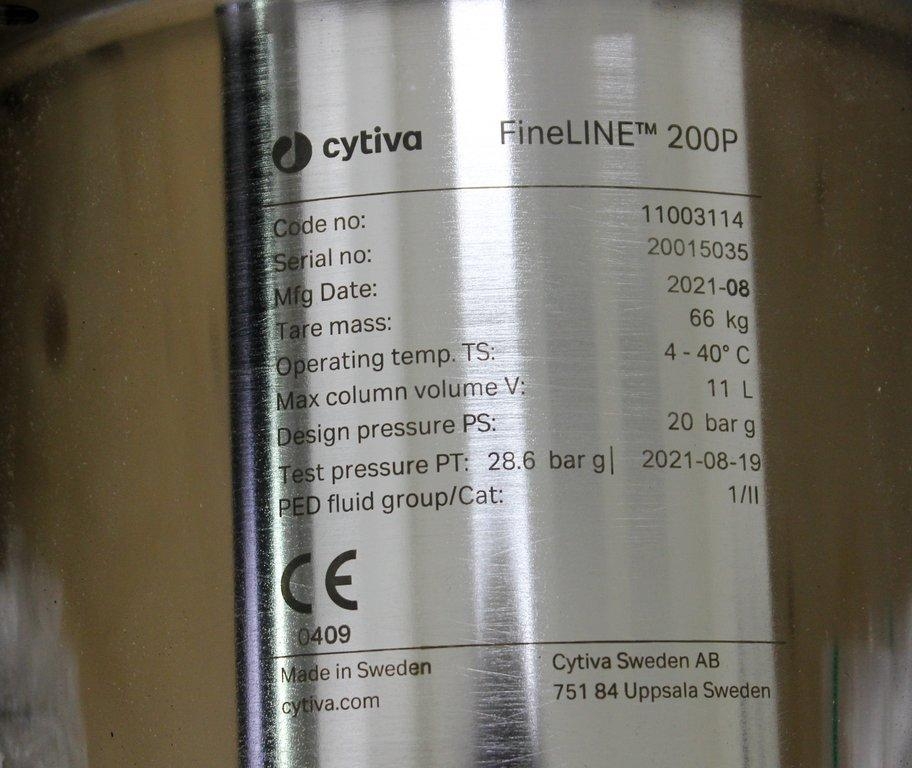 cytiva FineLINE™ 200P
Code no: 11003114
Serial no: 20015035
Mfg Date: 2021-08
Tare mass: 66 kg
Operating temp. TS: 4 - 40° C
Max column volume V: 11 L
Design pressure PS: 20 bar g
Test pressure PT: 28.6 bar g| 2021-08-19
PED fluid group/Cat: 1/II
CE
0409
Made in Sweden Cytiva Sweden AB
cytiva.com 751 84 Uppsala Sweden